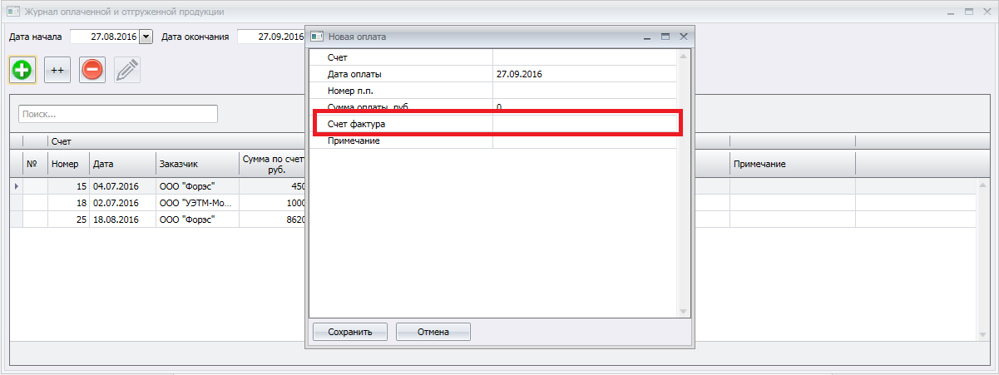 Журнал оплаченной и отгруженной продукции
Дата начала 27.08.2016 Дата окончания 27.09.2016
++
Поиск...
Счет
№ Номер Дата Заказчик Сумма по счет руб. Примечание
15 04.07.2016 ООО "Форэс" 450
18 02.07.2016 ООО "УЭТМ-Мо... 1000
25 18.08.2016 ООО "Форэс" 8620
Новая оплата
Счет
Дата оплаты 27.09.2016
Номер п.п.
Сумма оплаты, руб. 0
Счет фактура
Примечание
Сохранить Отмена